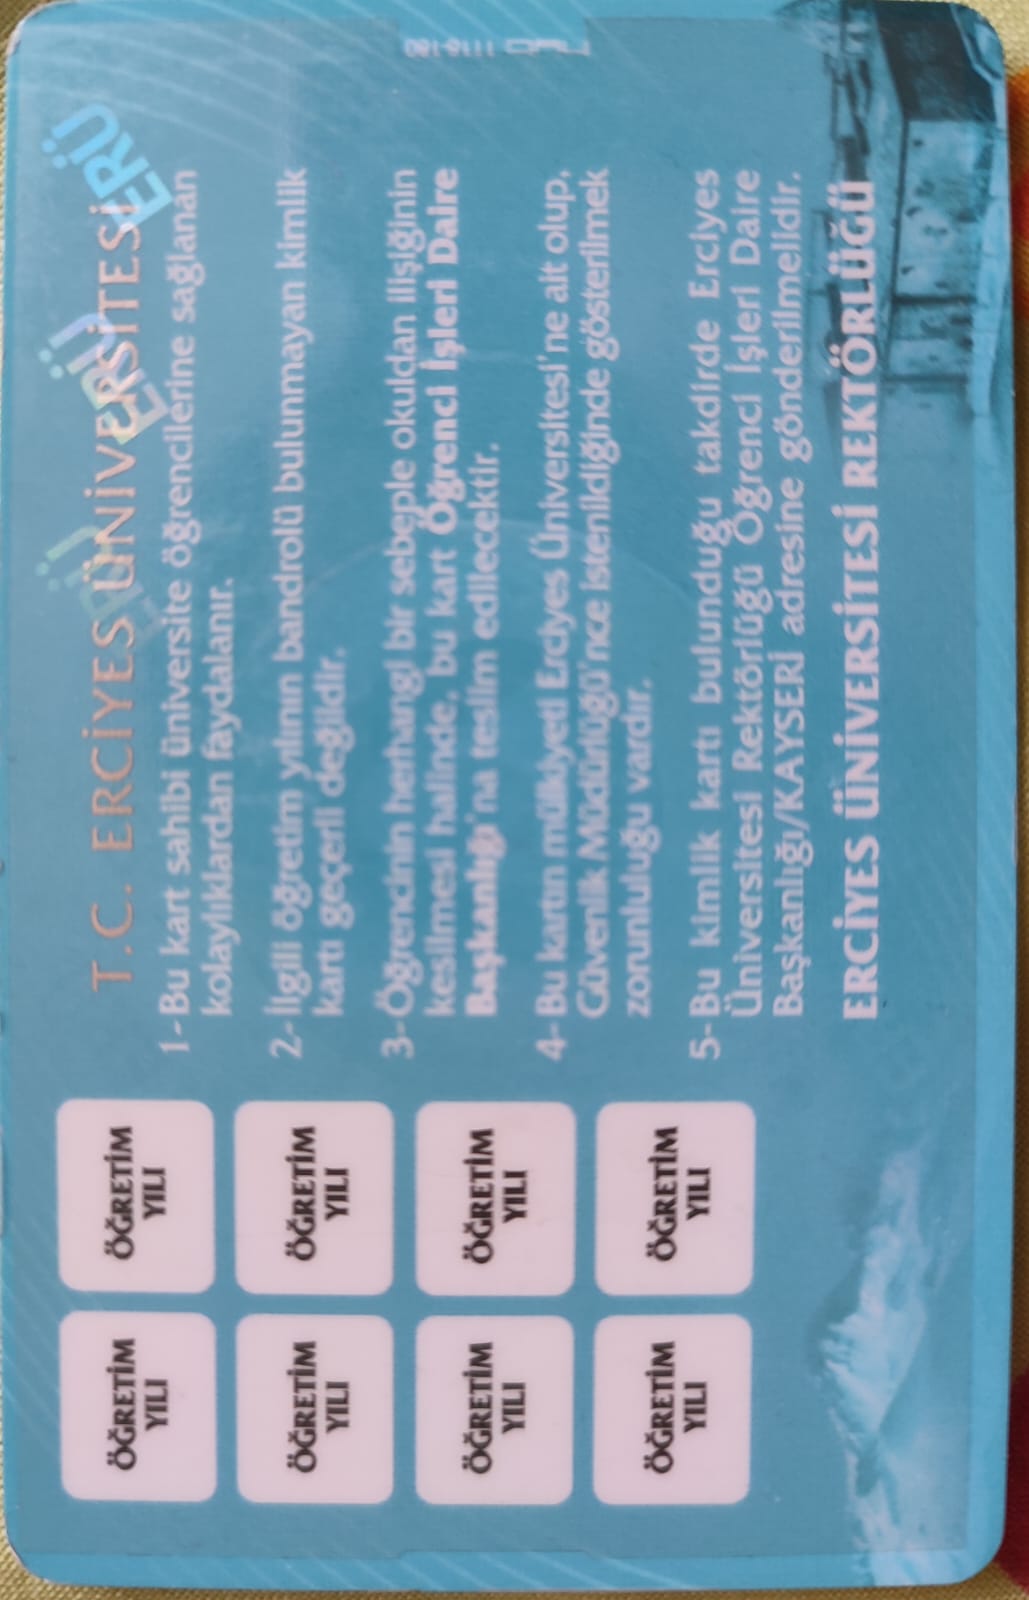 T.C. ERCİYES ÜNİVERSİTESİ
ERÜ
ERÜ
ERÜ
1- Bu kart sahibi üniversite öğrencilerine sağlanan
kolaylıklardan faydalanır.
2- İlgili öğretim yılının bandrolü bulunmayan kimlik
kartı geçerli değildir.
3- Öğrencinin herhangi bir sebeple okuldan ilişiğinin
kesilmesi halinde, bu kart Öğrenci İşleri Daire
Başkanlığı'na teslim edilecektir.
4- Bu kartın mülkiyeti Erciyes Üniversitesi'ne ait olup,
Güvenlik Müdürlüğü'nce istenildiğinde gösterilmek
zorunluluğu vardır.
5- Bu kimlik kartı bulunduğu takdirde Erciyes
Üniversitesi Rektörlüğü Öğrenci İşleri Daire
Başkanlığı/KAYSERİ adresine gönderilmelidir.
ERCİYES ÜNİVERSİTESİ REKTÖRLÜĞÜ
ÖĞRETİM
YILI
ÖĞRETİM
YILI
ÖĞRETİM
YILI
ÖĞRETİM
YILI
ÖĞRETİM
YILI
ÖĞRETİM
YILI
ÖĞRETİM
YILI
ÖĞRETİM
YILI
1116-180